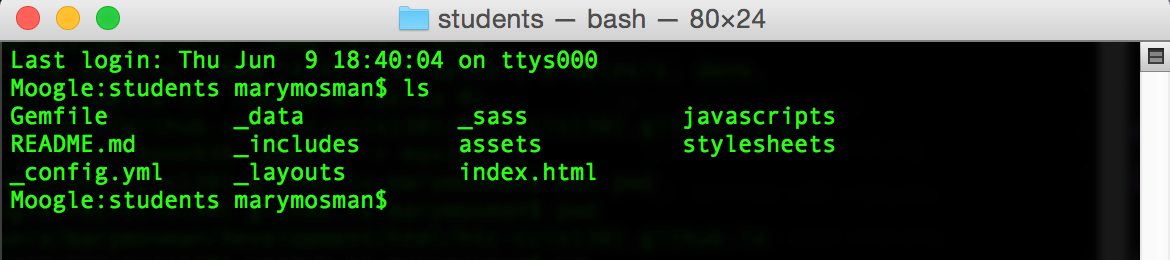 students — bash — 80×24
Last login: Thu Jun  9 18:40:04 on ttys000
Moogle:students marymosman$ ls
Gemfile         _data           _sass           javascripts
README.md       _includes       assets          stylesheets
_config.yml     _layouts        index.html
Moogle:students marymosman$